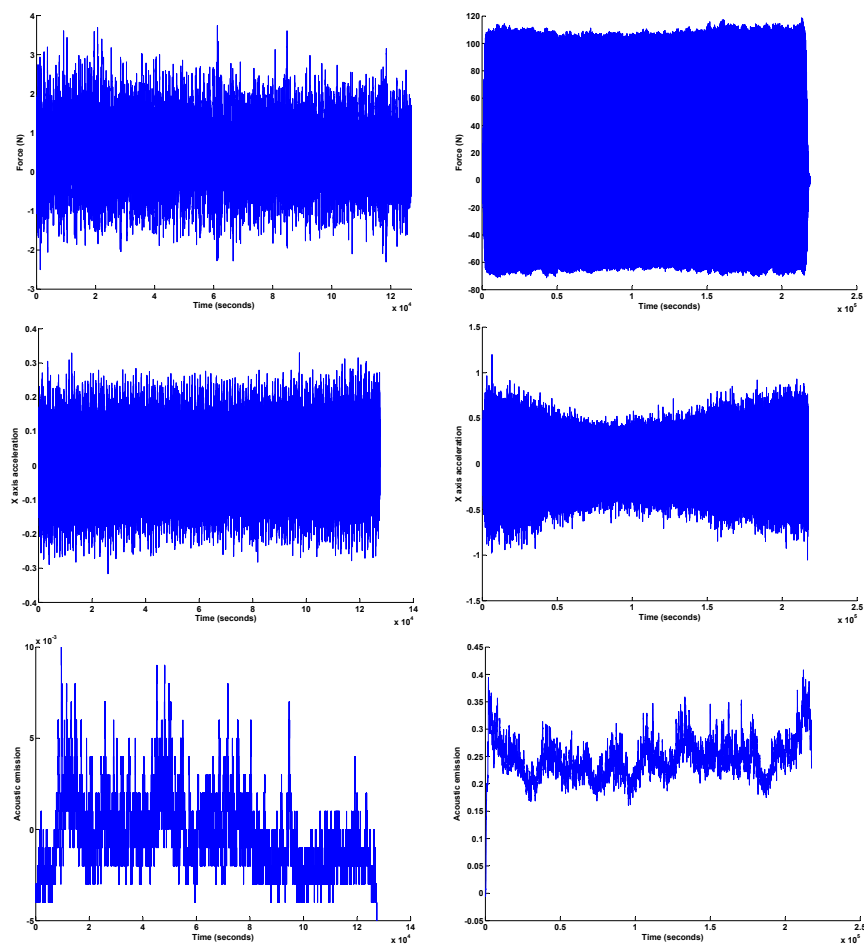 4
3
2
1
0
-1
-2
-3
Force (N)
0 2 4 6 8 10 12
Time (seconds)
x 10^4
120
100
80
60
40
20
0
-20
-40
-60
-80
Force (N)
0 0.5 1 1.5 2 2.5
Time (seconds)
x 10^5
0.4
0.3
0.2
0.1
0
-0.1
-0.2
-0.3
-0.4
X axis acceleration
0 2 4 6 8 10 12 14
Time (seconds)
x 10^4
1.5
1
0.5
0
-0.5
-1
-1.5
X axis acceleration
0 0.5 1 1.5 2 2.5
Time (seconds)
x 10^5
x 10^-3
10
5
0
-5
Acoustic emission
0 2 4 6 8 10 12 14
Time (seconds)
x 10^4
0.45
0.4
0.35
0.3
0.25
0.2
0.15
0.1
0.05
0
-0.05
Acoustic emission
0 0.5 1 1.5 2 2.5
Time (seconds)
x 10^5